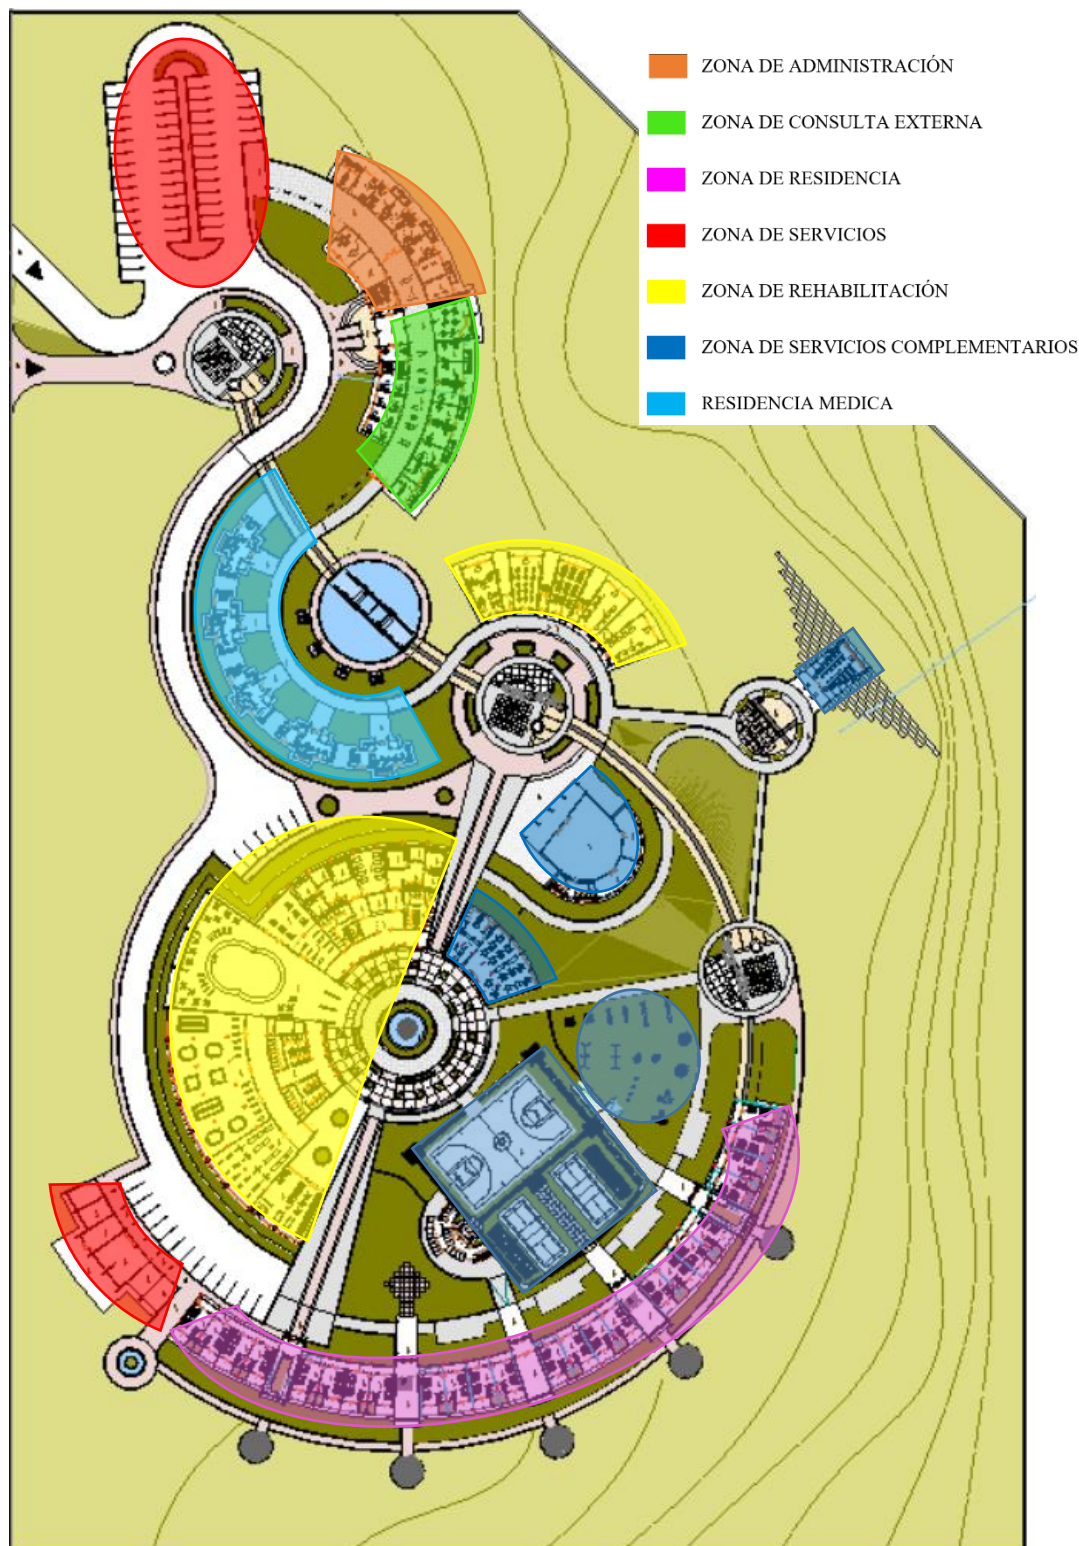 ZONA DE ADMINISTRACIÓN
ZONA DE CONSULTA EXTERNA
ZONA DE RESIDENCIA
ZONA DE SERVICIOS
ZONA DE REHABILITACIÓN
ZONA DE SERVICIOS COMPLEMENTARIOS
RESIDENCIA MEDICA